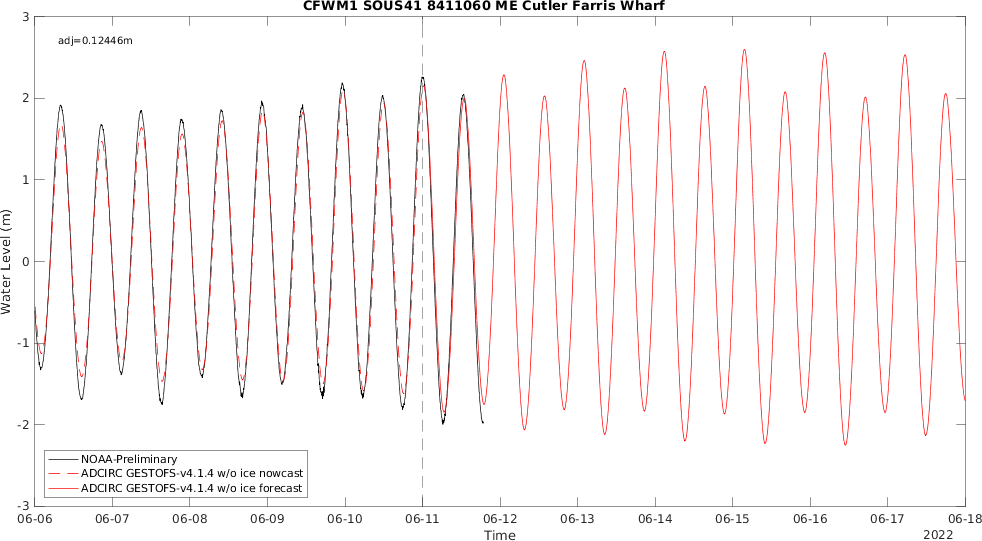 CFWM1 SOUS41 8411060 ME Cutler Farris Wharf
adj=0.12446m
3
2
1
0
-1
-2
-3
Water Level (m)
NOAA-Preliminary
ADCIRC GESTOFS-v4.1.4 w/o ice nowcast
ADCIRC GESTOFS-v4.1.4 w/o ice forecast
06-06 06-07 06-08 06-09 06-10 06-11 06-12 06-13 06-14 06-15 06-16 06-17 06-18
Time
2022